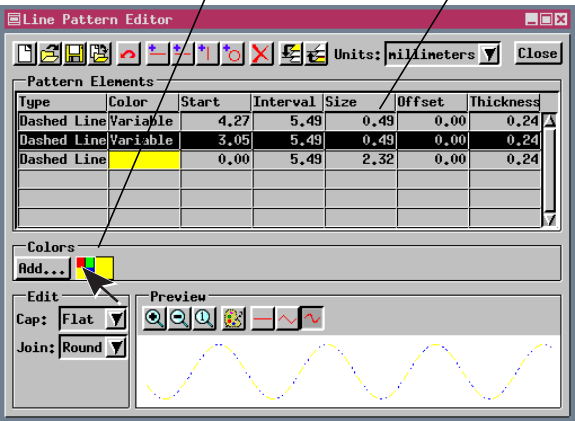 Line Pattern Editor
Units: millimeters Close
Pattern Elements
Type Color Start Interval Size Offset Thickness
Dashed Line Variable 4.27 5.49 0.49 0.00 0.24
Dashed Line Variable 3.05 5.49 0.49 0.00 0.24
Dashed Line 0.00 5.49 2.32 0.00 0.24
Colors
Add...
Edit
Cap: Flat
Join: Round
Preview
1